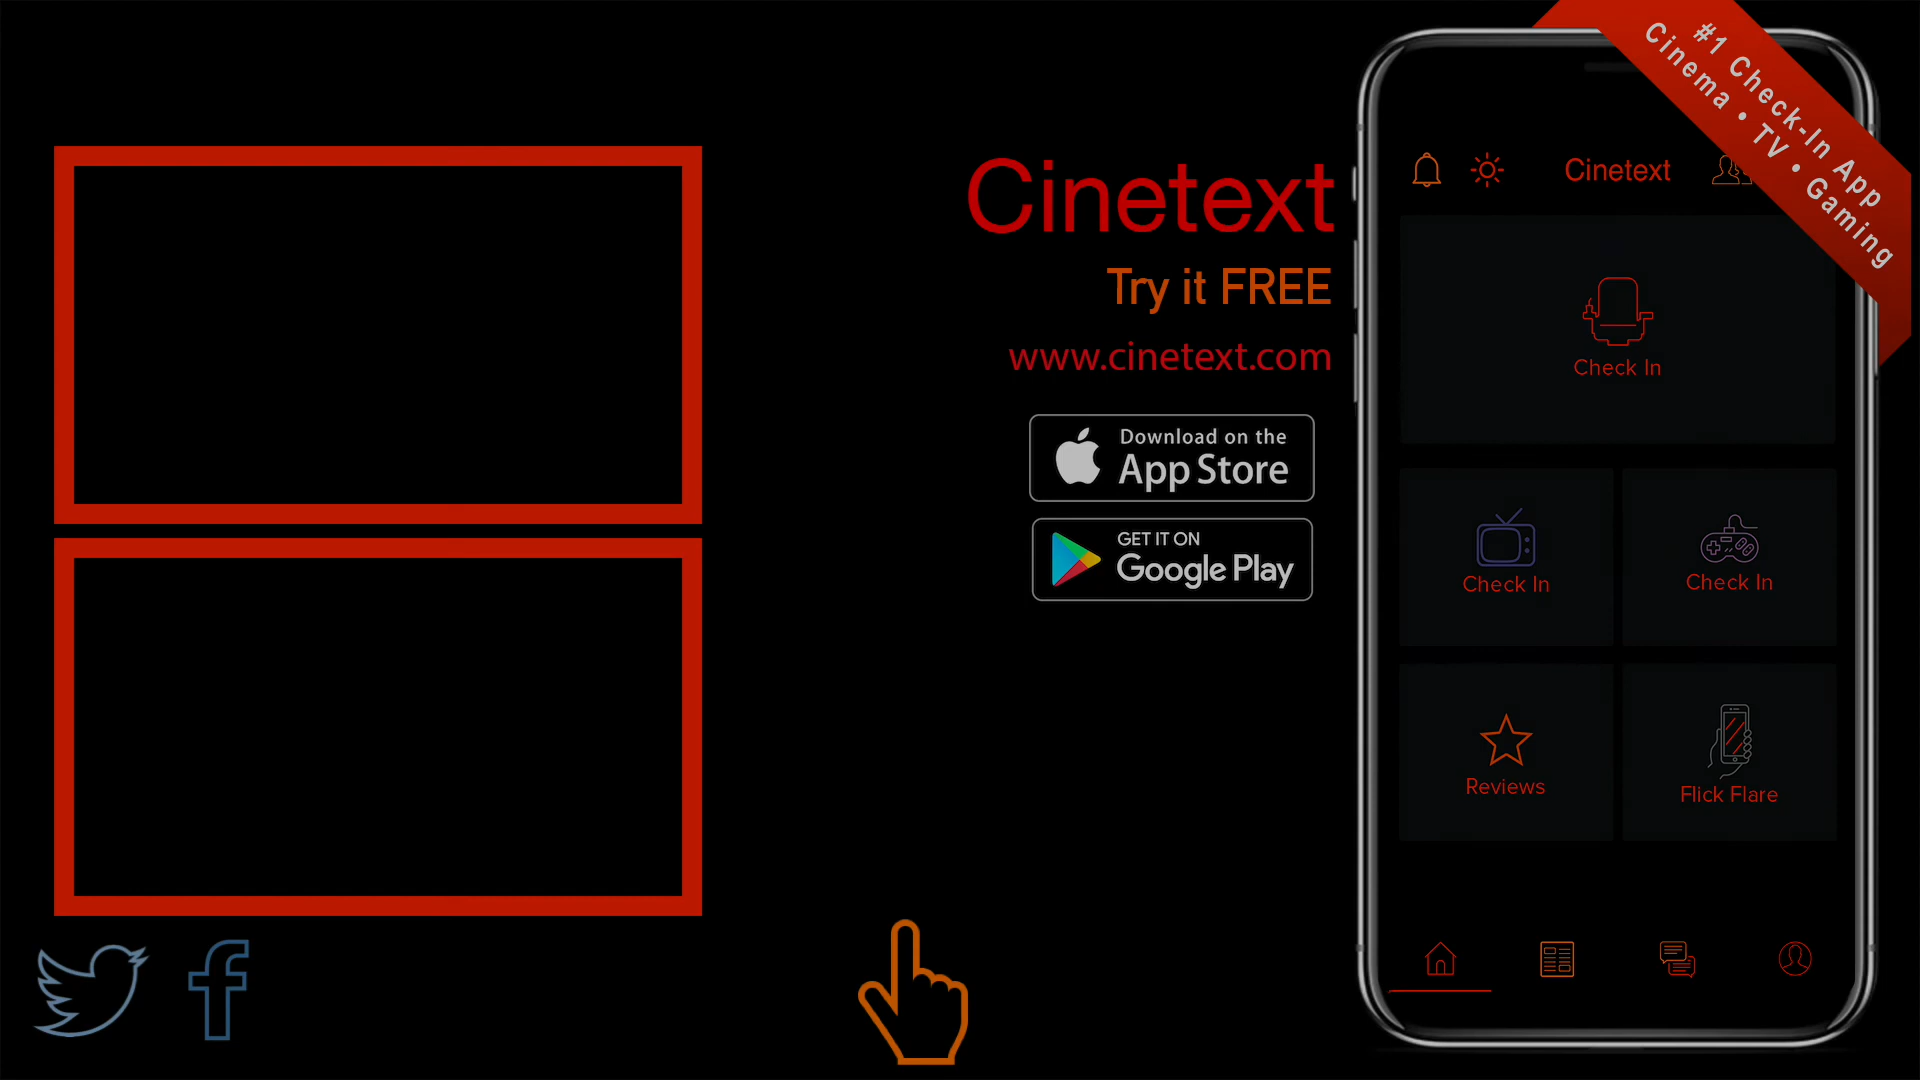 Cinetext
Try it FREE
www.cinetext.com
Download on the
App Store
GET IT ON
Google Play
#1 Check-In App
Cinema • TV • Gaming
Cinetext
Check In
Check In
Check In
Reviews
Flick Flare